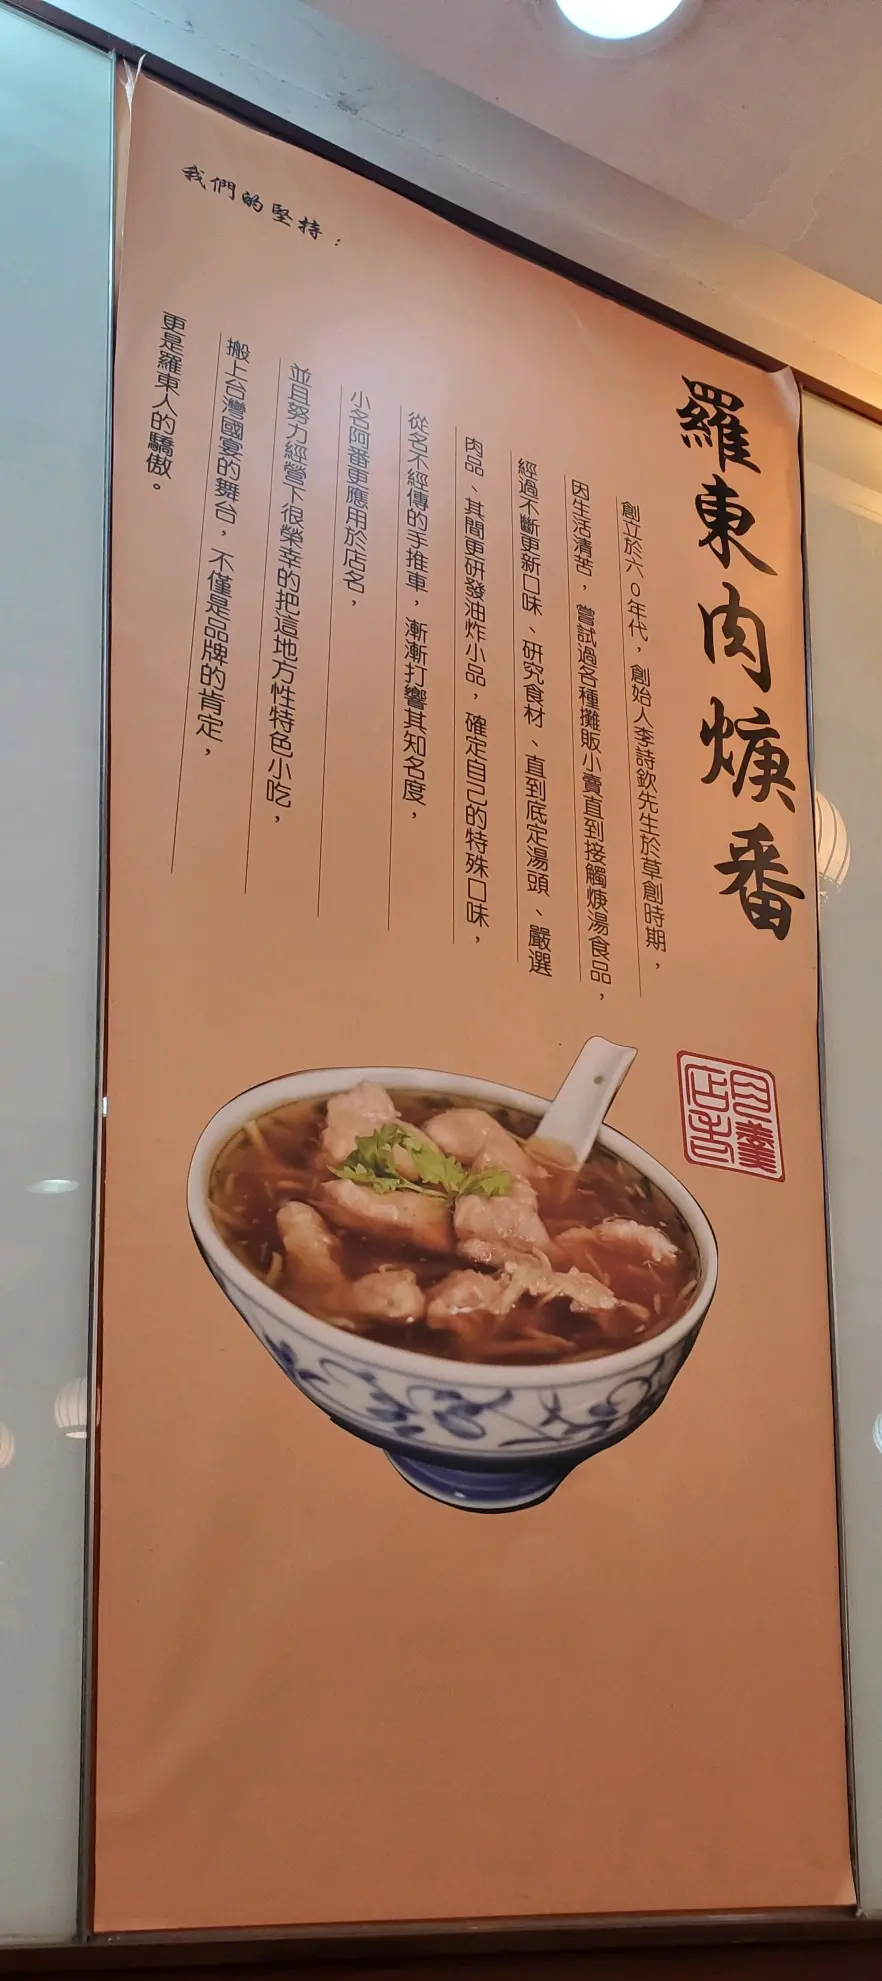 我們的堅持：
羅東肉焿番
創立於六0年代，創始人李詩欽先生於草創時期，
因生活清苦，嘗試過各種攤販小賣直到接觸焿湯食品，
經過不斷更新口味、研究食材、直到底定湯頭、嚴選
肉品、其間更研發油炸小品，確定自己的特殊口味，
從名不經傳的手推車，漸漸打響其知名度，
小名阿番更應用於店名，
並且努力經營下很榮幸的把這地方性特色小吃，
搬上台灣國宴的舞台，不僅是品牌的肯定，
更是羅東人的驕傲。